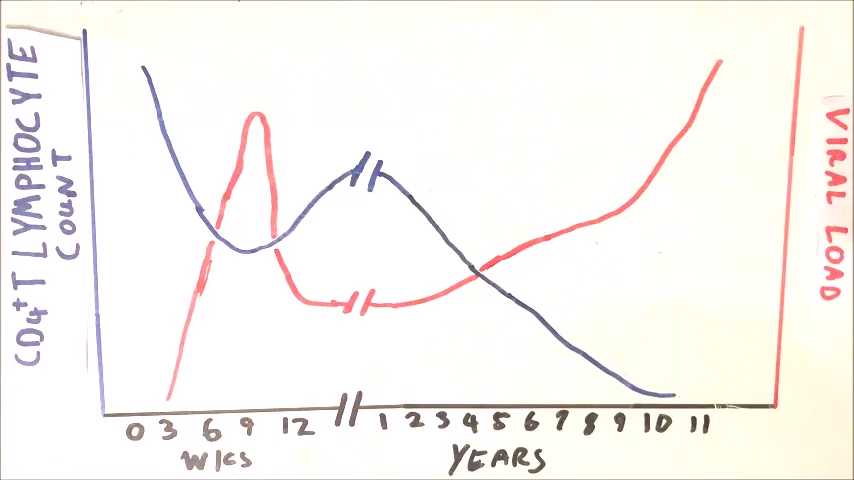 CD4+T LYMPHOCYTE
COUNT
VIRAL LOAD
0 3 6 9 12 1 2 3 4 5 6 7 8 9 10 11
WKS YEARS